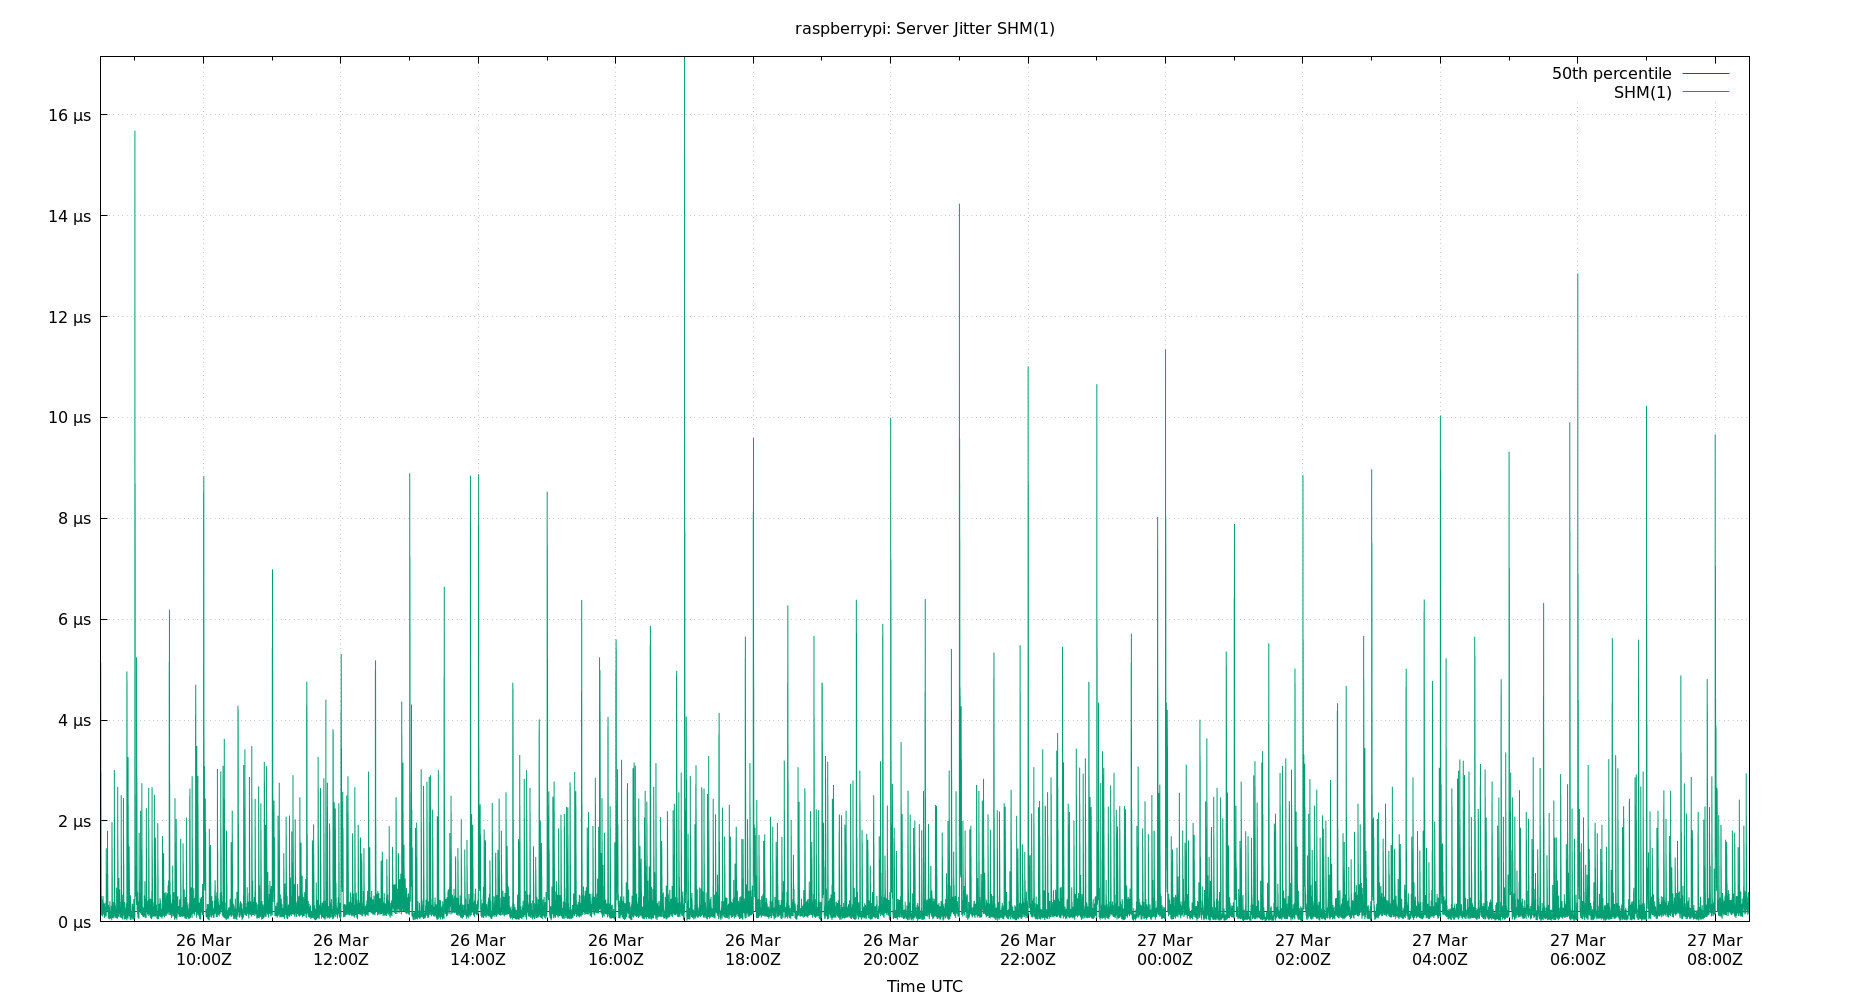 raspberrypi: Server Jitter SHM(1)
50th percentile
SHM(1)
16 µs
14 µs
12 µs
10 µs
8 µs
6 µs
4 µs
2 µs
0 µs
26 Mar 26 Mar 26 Mar 26 Mar 26 Mar 26 Mar 26 Mar 27 Mar 27 Mar 27 Mar 27 Mar 27 Mar
10:00Z 12:00Z 14:00Z 16:00Z 18:00Z 20:00Z 22:00Z 00:00Z 02:00Z 04:00Z 06:00Z 08:00Z
Time UTC